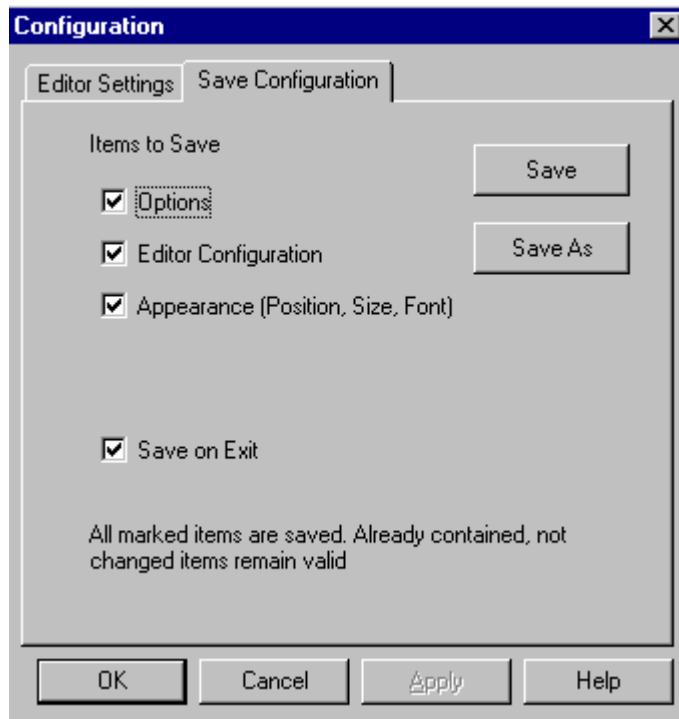 Configuration
Editor Settings
Save Configuration
Items to Save
Save
Options
Save As
Editor Configuration
Appearance (Position, Size, Font)
Save on Exit
All marked items are saved. Already contained, not
changed items remain valid
OK
Cancel
Apply
Help